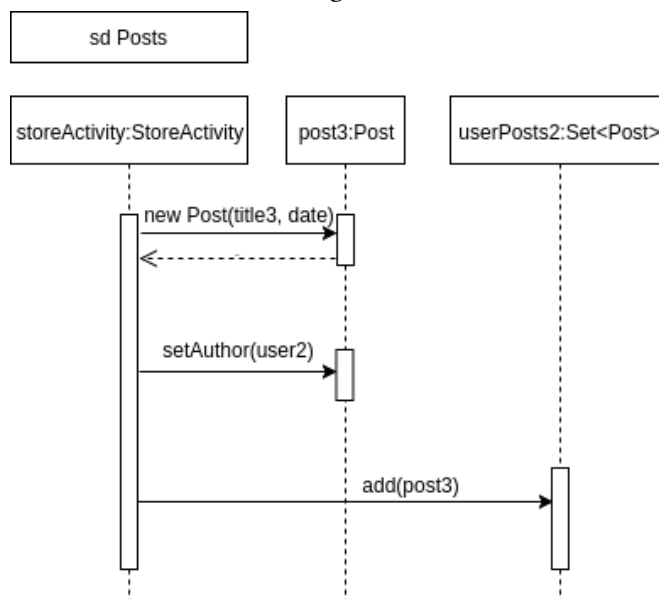 sd Posts
storeActivity:StoreActivity
post3:Post
userPosts2:Set<Post>
new Post(title3, date)
setAuthor(user2)
add(post3)